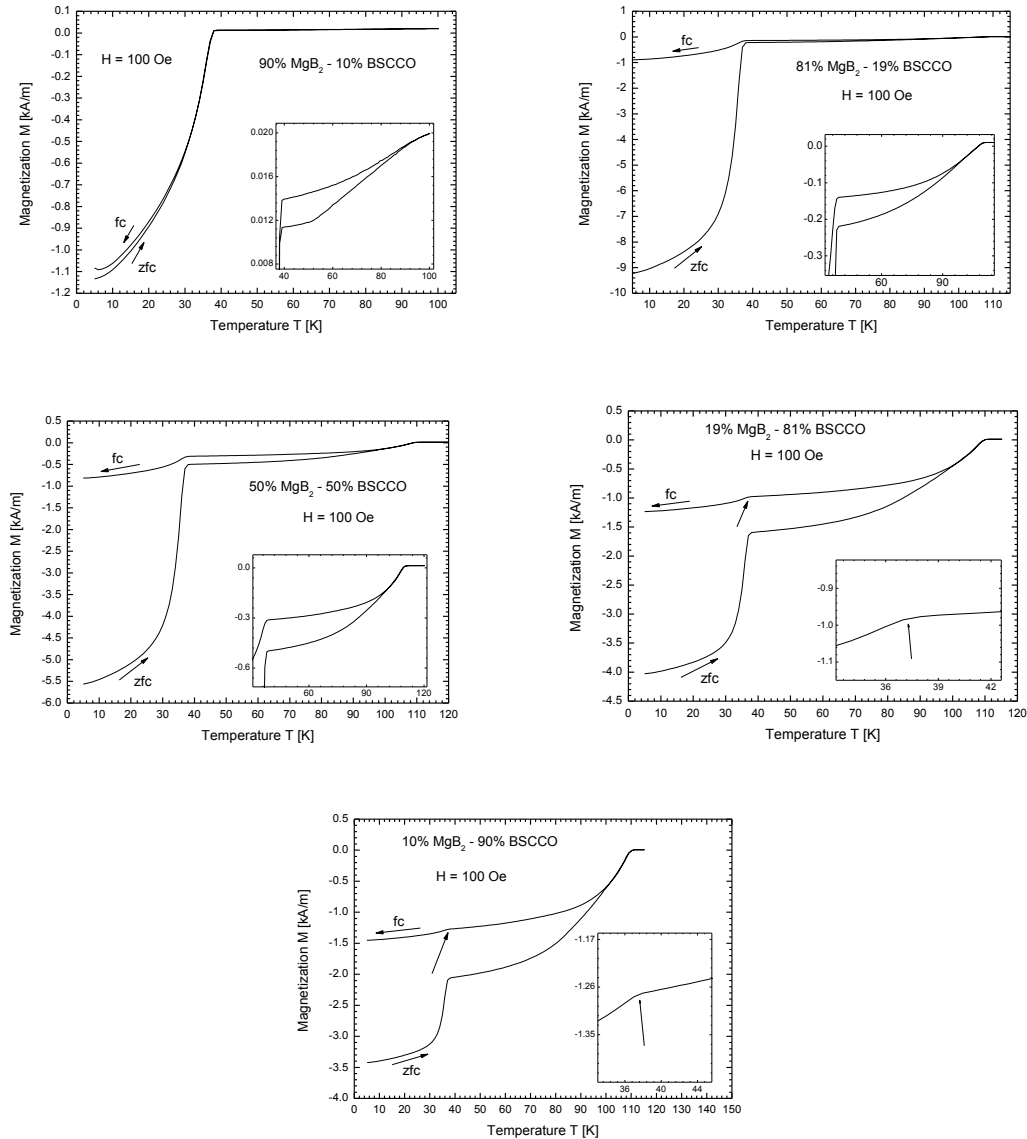 0.1
0.0
-0.1
-0.2
-0.3
-0.4
-0.5
-0.6
-0.7
-0.8
-0.9
-1.0
-1.1
-1.2
Magnetization M [kA/m]
H = 100 Oe
90% MgB2 - 10% BSCCO
fc
zfc
0.020
0.016
0.012
0.008
40 60 80 100
0 10 20 30 40 50 60 70 80 90 100
Temperature T [K]
1
0
-1
-2
-3
-4
-5
-6
-7
-8
-9
-10
Magnetization M [kA/m]
fc
81% MgB2 - 19% BSCCO
H = 100 Oe
zfc
0.0
-0.1
-0.2
-0.3
60 90
10 20 30 40 50 60 70 80 90 100 110
Temperature T [K]
0.5
0.0
-0.5
-1.0
-1.5
-2.0
-2.5
-3.0
-3.5
-4.0
-4.5
-5.0
-5.5
-6.0
Magnetization M [kA/m]
fc
50% MgB2 - 50% BSCCO
H = 100 Oe
zfc
0.0
-0.3
-0.6
60 90 120
0 10 20 30 40 50 60 70 80 90 100 110 120
Temperature T [K]
0.5
0.0
-0.5
-1.0
-1.5
-2.0
-2.5
-3.0
-3.5
-4.0
-4.5
Magnetization M [kA/m]
19% MgB2 - 81% BSCCO
H = 100 Oe
fc
zfc
-0.9
-1.0
-1.1
36 39 42
0 10 20 30 40 50 60 70 80 90 100 110 120
Temperature T [K]
0.5
0.0
-0.5
-1.0
-1.5
-2.0
-2.5
-3.0
-3.5
-4.0
Magnetization M [kA/m]
10% MgB2 - 90% BSCCO
H = 100 Oe
fc
zfc
-1.17
-1.26
-1.35
36 40 44
0 10 20 30 40 50 60 70 80 90 100 110 120 130 140 150
Temperature T [K]